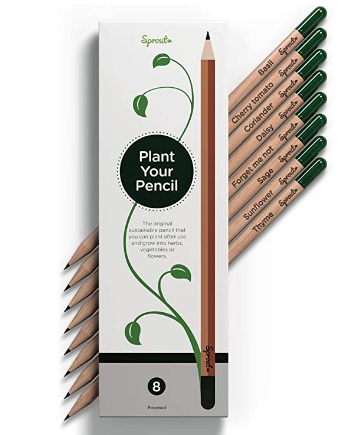 Sprout
Plant
Your
Pencil
The original
sustainable pencil that
you can plant after use
and grow into herbs,
vegetables or
flowers.
Sprout
8
Basil
Sprout
Cherry tomato
Sprout
Coriander
Sprout
Daisy
Sprout
Forget me not
Sprout
Sage
Sprout
Sunflower
Sprout
Thyme
Sprout